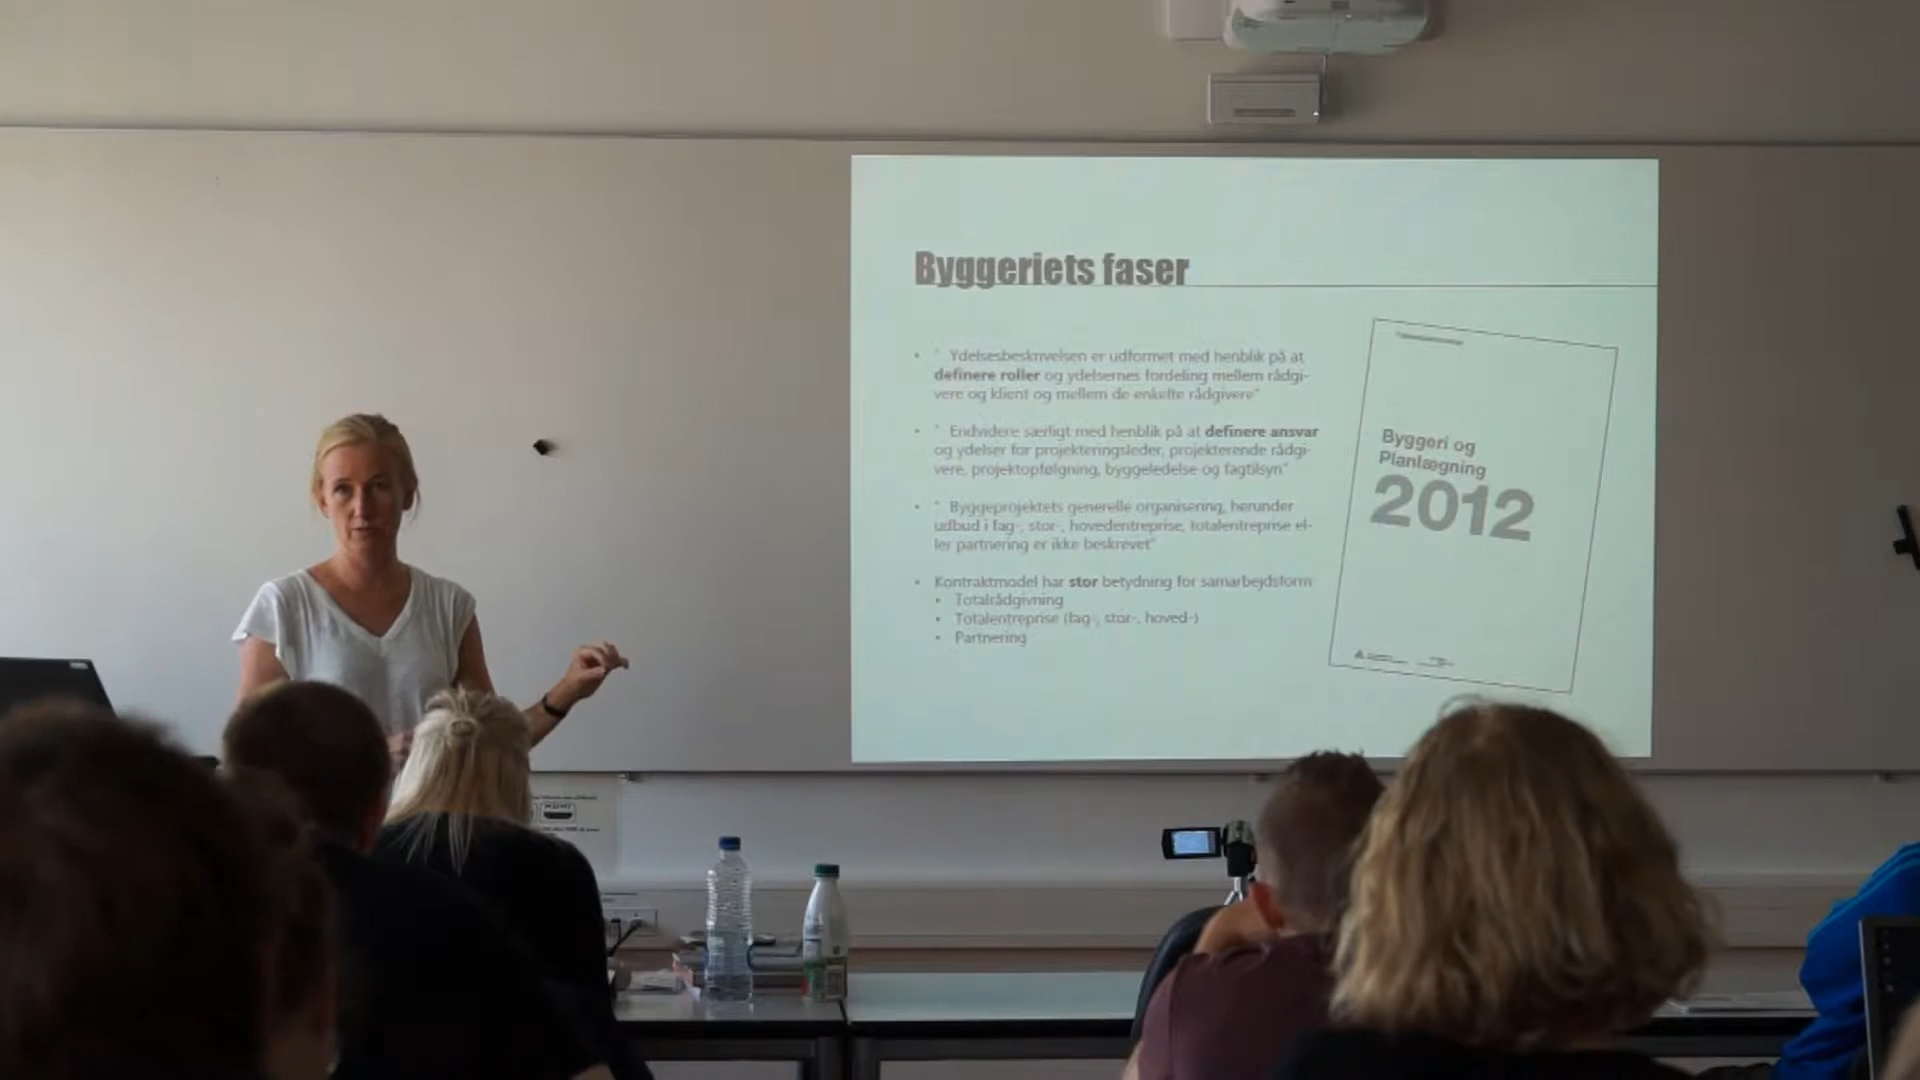 Byggeriets faser
• " Ydelsesbeskrivelsen er udformet med henblik på at
definere roller og ydelsernes fordeling mellem rådgi-
vere og klient og mellem de enkelte rådgivere"
• " Endvidere særligt med henblik på at definere ansvar
og ydelser for projekteringsleder, projekterende rådgi-
vere, projektopfølgning, byggeledelse og fagtilsyn"
• " Byggeprojektets generelle organisering, herunder
udbud i fag-, stor-, hovedentreprise, totalentreprise el-
ler partnering er ikke beskrevet"
• Kontraktmodel har stor betydning for samarbejdsform
• Totalrådgivning
• Totalentreprise (fag-, stor-, hoved-)
• Partnering
Byggeri og
Planlægning
2012
HDMI